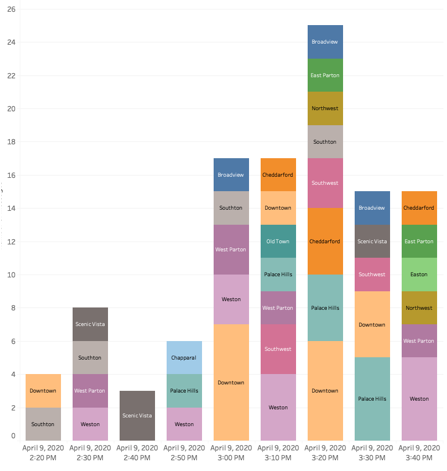 26
24
22
20
18
16
14
12
10
8
6
4
2
0
Downtown
Southton
Scenic Vista
Southton
West Parton
Weston
Scenic Vista
Chapparal
Palace Hills
Weston
Broadview
Southton
West Parton
Weston
Downtown
Cheddarford
Downtown
Old Town
Palace Hills
West Parton
Southwest
Weston
Broadview
East Parton
Northwest
Southton
Southwest
Cheddarford
Palace Hills
Downtown
Broadview
Scenic Vista
Southwest
Downtown
Palace Hills
Cheddarford
East Parton
Easton
Northwest
West Parton
Weston
April 9, 2020
2:20 PM
April 9, 2020
2:30 PM
April 9, 2020
2:40 PM
April 9, 2020
2:50 PM
April 9, 2020
3:00 PM
April 9, 2020
3:10 PM
April 9, 2020
3:20 PM
April 9, 2020
3:30 PM
April 9, 2020
3:40 PM